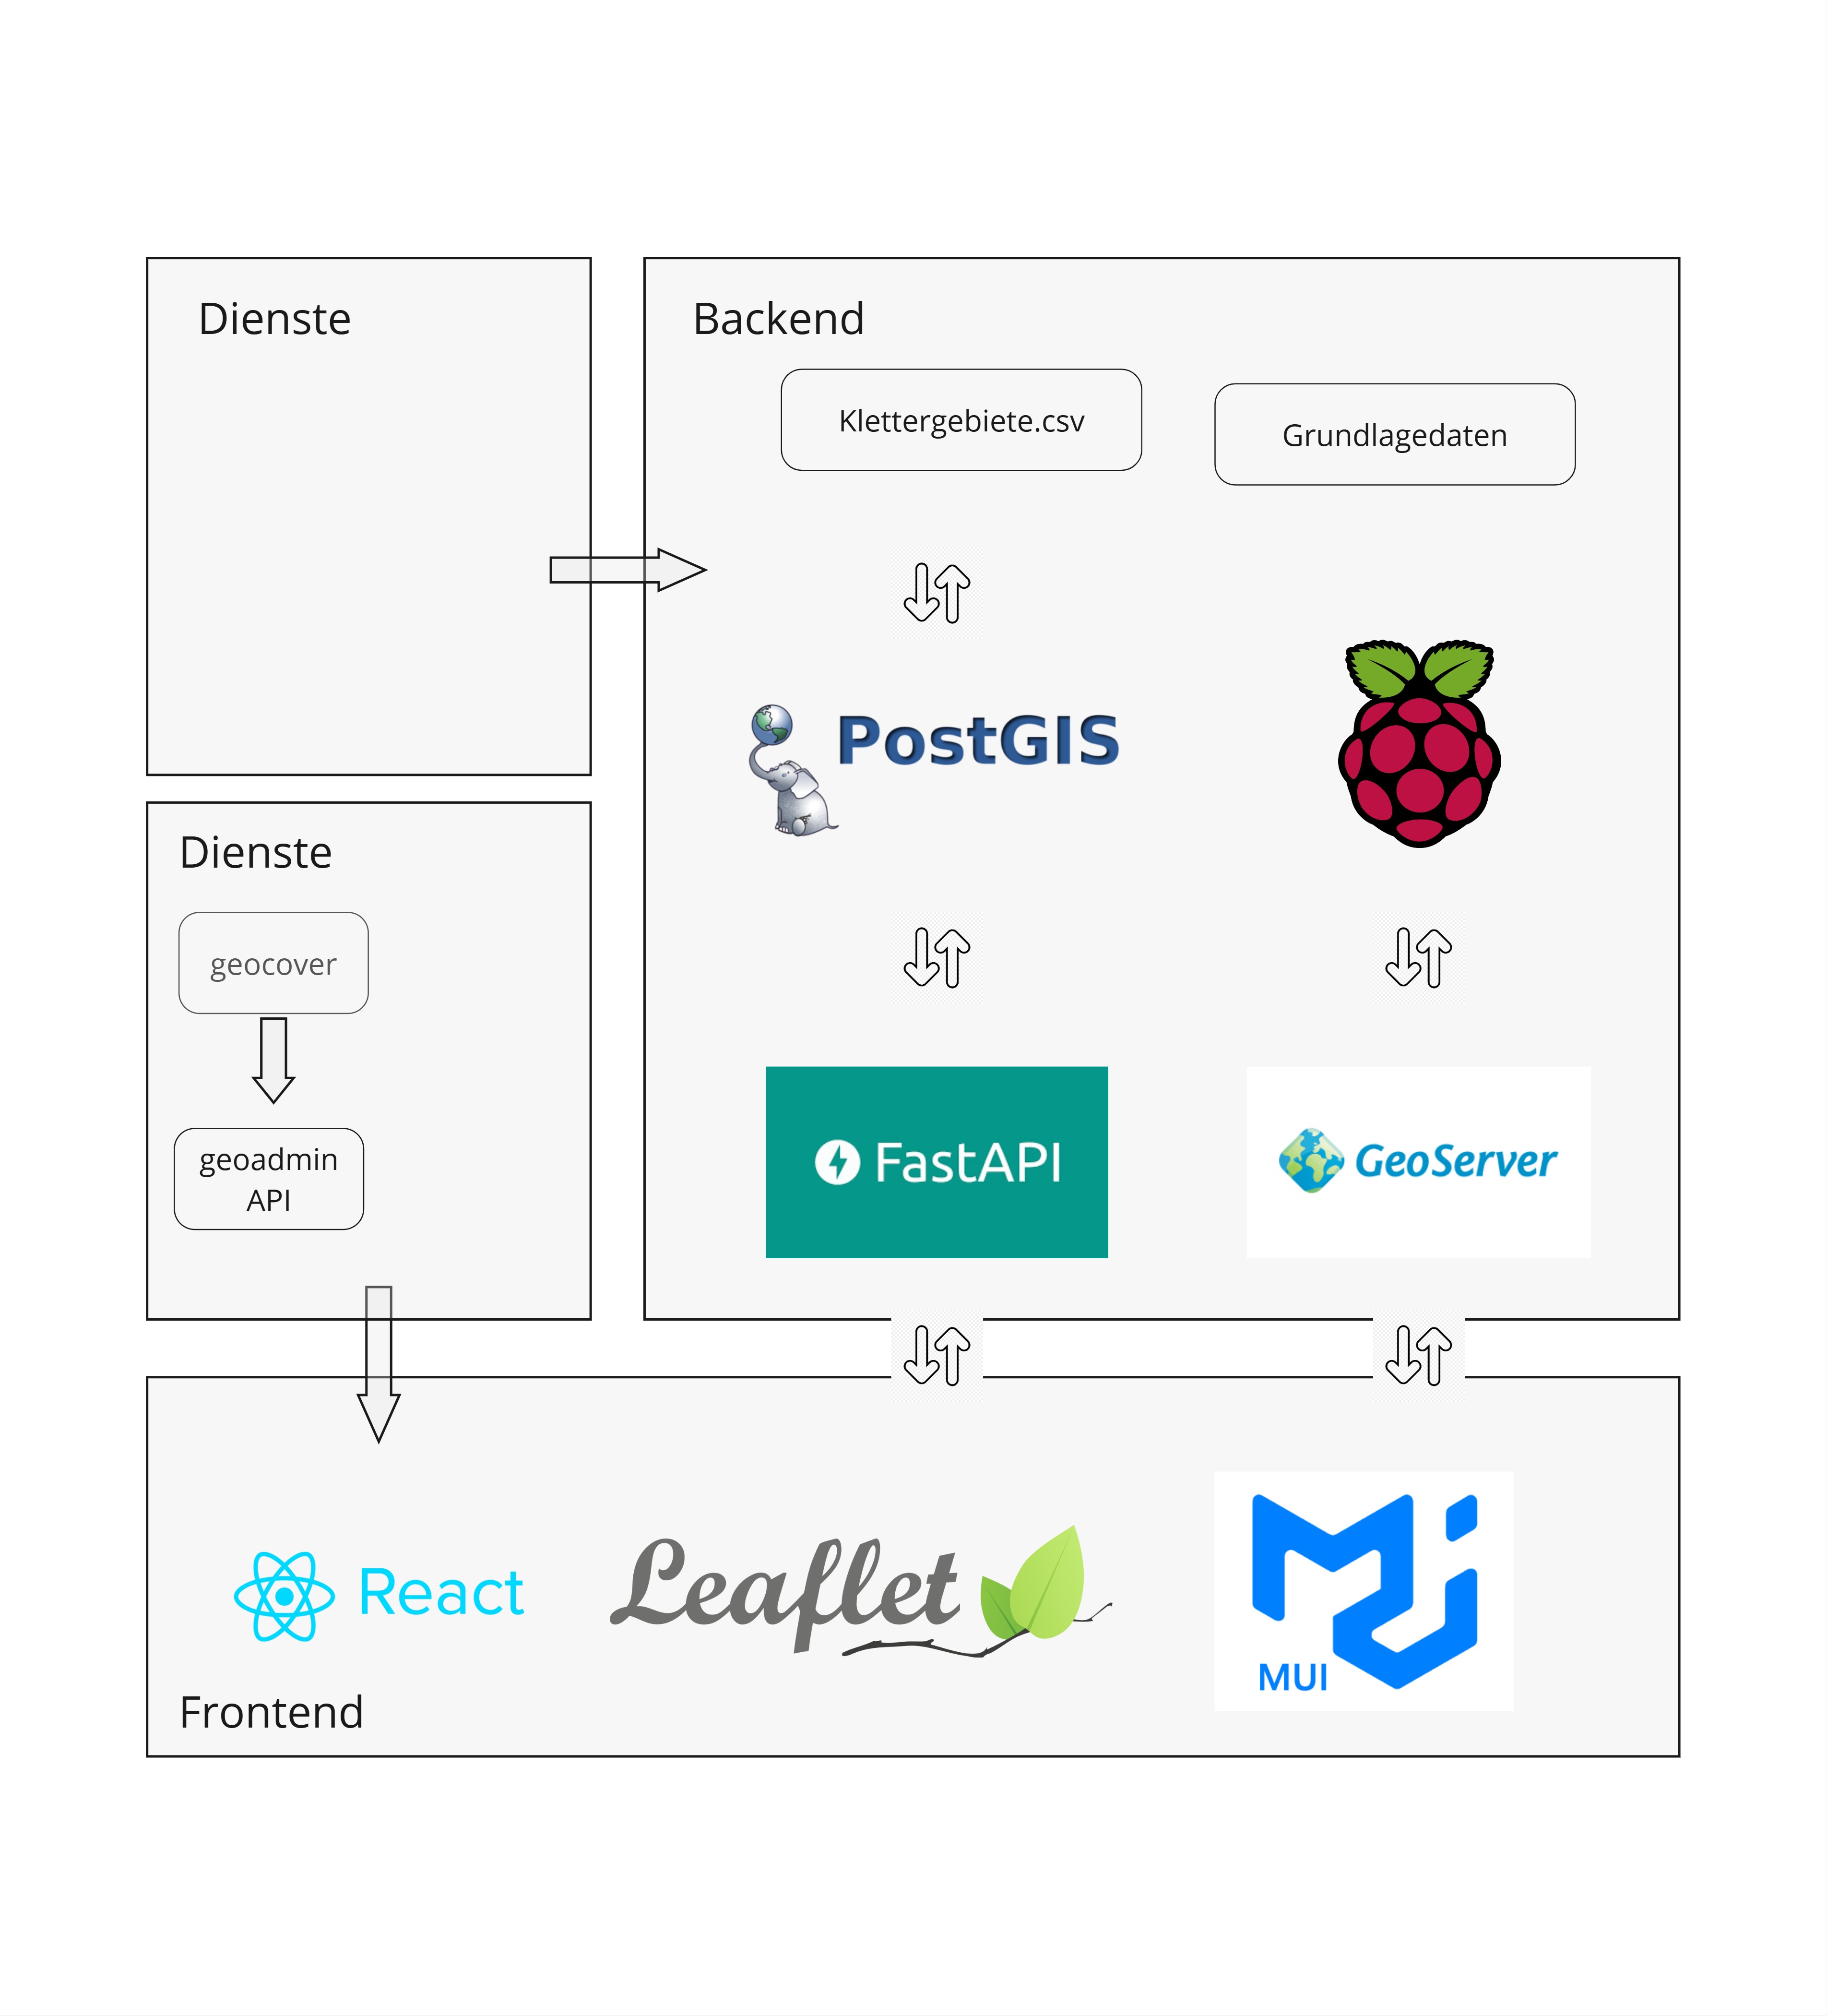 Dienste
Backend
Klettergebiete.csv
Grundlagedaten
PostGIS
Dienste
geocover
geoadmin
API
FastAPI
GeoServer
React
Leaflet
MUI
Frontend